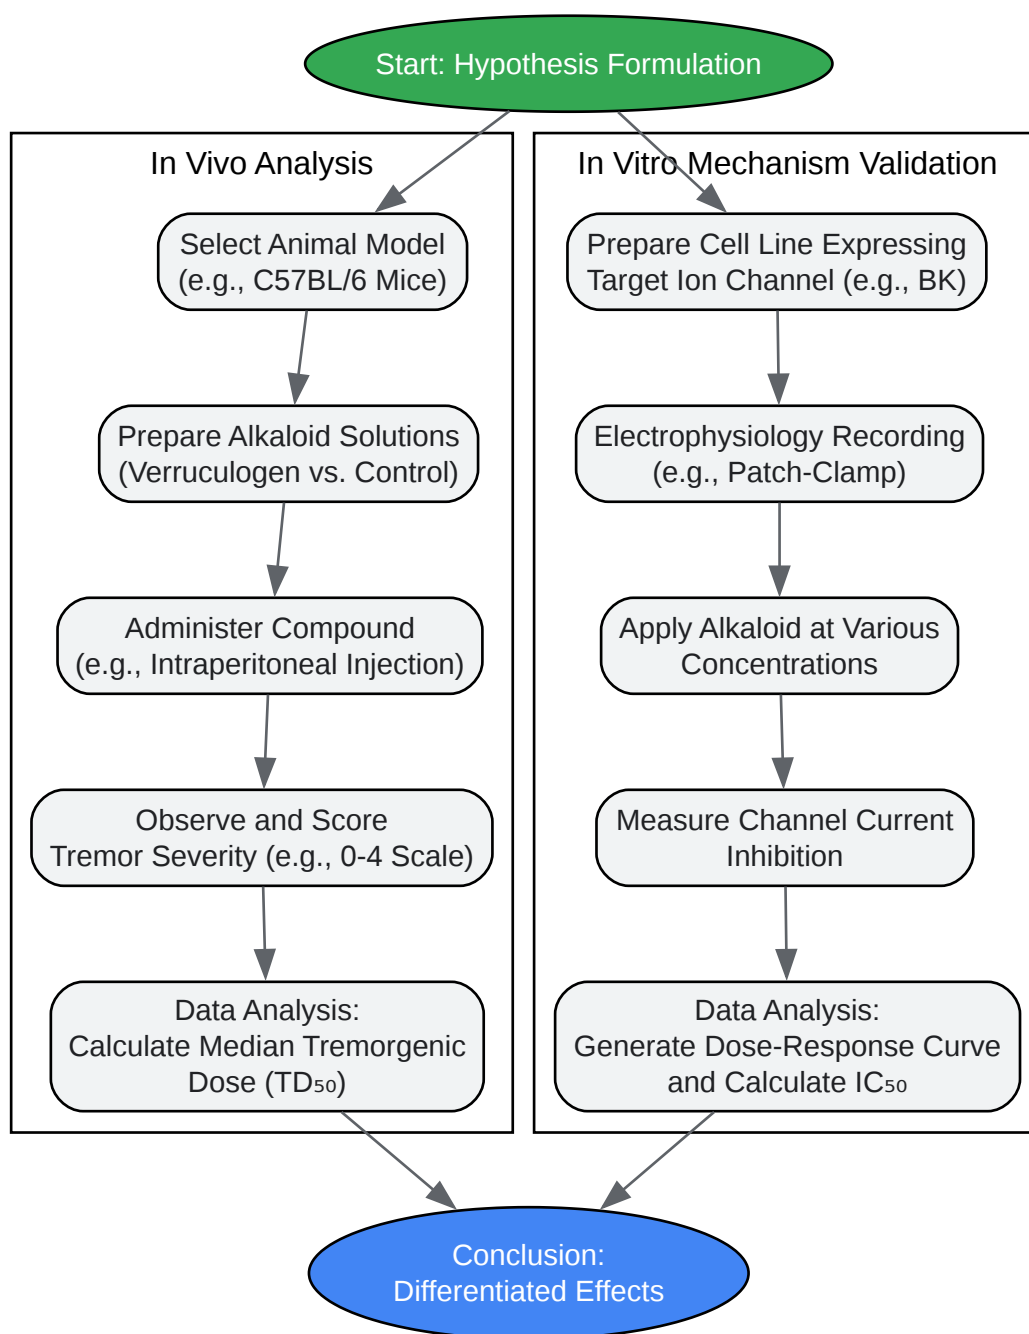 Start: Hypothesis Formulation
In Vivo Analysis
Select Animal Model
(e.g., C57BL/6 Mice)
Prepare Alkaloid Solutions
(Verruculogen vs. Control)
Administer Compound
(e.g., Intraperitoneal Injection)
Observe and Score
Tremor Severity (e.g., 0-4 Scale)
Data Analysis:
Calculate Median Tremorgenic
Dose (TD₅₀)
In Vitro Mechanism Validation
Prepare Cell Line Expressing
Target Ion Channel (e.g., BK)
Electrophysiology Recording
(e.g., Patch-Clamp)
Apply Alkaloid at Various
Concentrations
Measure Channel Current
Inhibition
Data Analysis:
Generate Dose-Response Curve
and Calculate IC₅₀
Conclusion:
Differentiated Effects